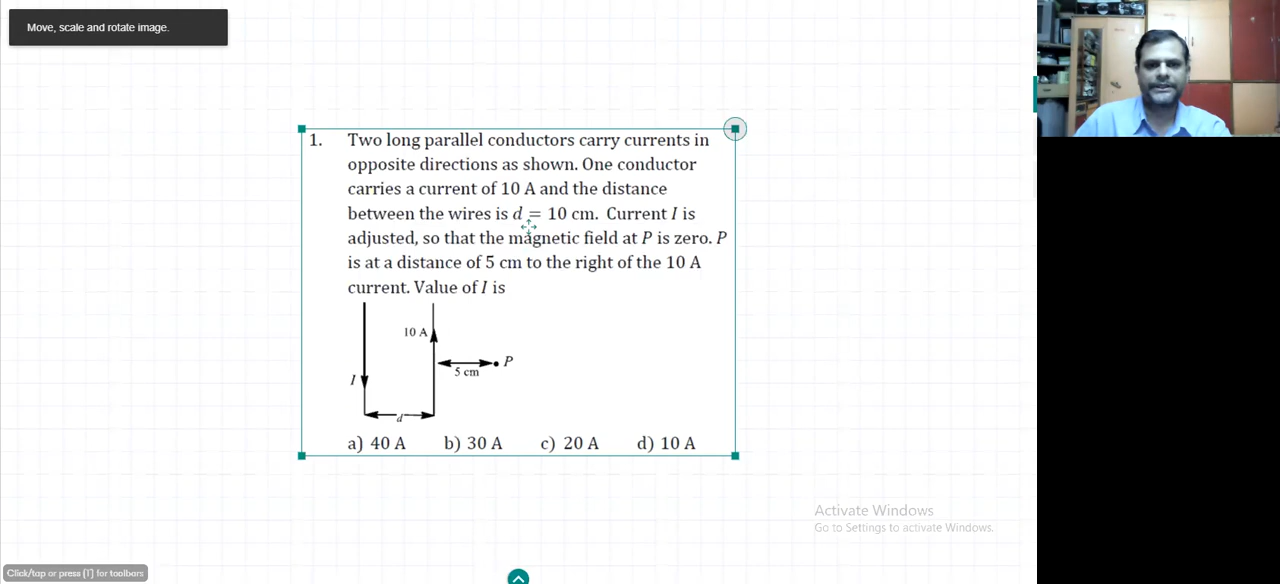 Move, scale and rotate image.
1. Two long parallel conductors carry currents in
opposite directions as shown. One conductor
carries a current of 10 A and the distance
between the wires is d = 10 cm. Current I is
adjusted, so that the magnetic field at P is zero. P
is at a distance of 5 cm to the right of the 10 A
current. Value of I is
10 A
P
5 cm
I
d
a) 40 A b) 30 A c) 20 A d) 10 A
Activate Windows
Go to Settings to activate Windows.
Click/tap or press [T] for toolbars